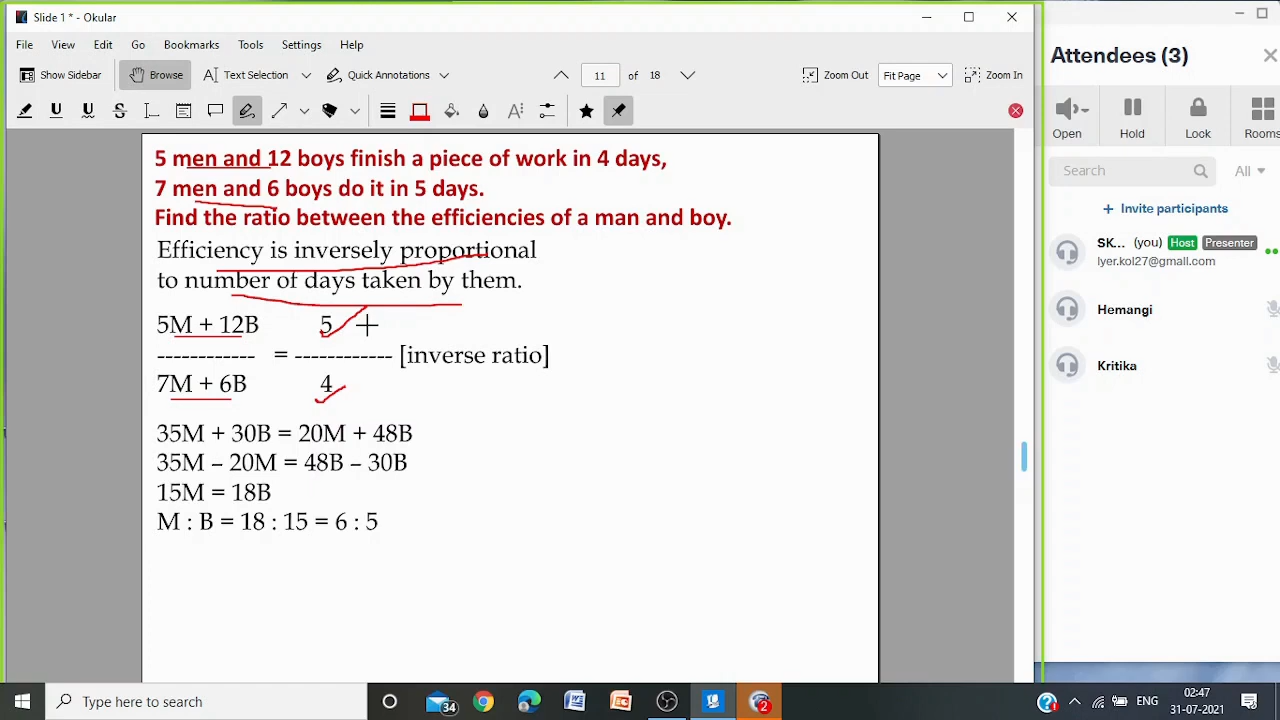 Slide 1 * - Okular
File View Edit Go Bookmarks Tools Settings Help
Show Sidebar Browse Text Selection Quick Annotations 11 of 18 Zoom Out Fit Page Zoom In
5 men and 12 boys finish a piece of work in 4 days,
7 men and 6 boys do it in 5 days.
Find the ratio between the efficiencies of a man and boy.
Efficiency is inversely proportional
to number of days taken by them.
5M + 12B 5
------------ = ------------ [inverse ratio]
7M + 6B 4
35M + 30B = 20M + 48B
35M – 20M = 48B – 30B
15M = 18B
M : B = 18 : 15 = 6 : 5
Attendees (3)
Open Hold Lock Rooms
Search All
+ Invite participants
SK... (you) Host Presenter
lyer.kol27@gmail.com
Hemangi
Kritika
Type here to search
34
2
ENG
02:47
31-07-2021